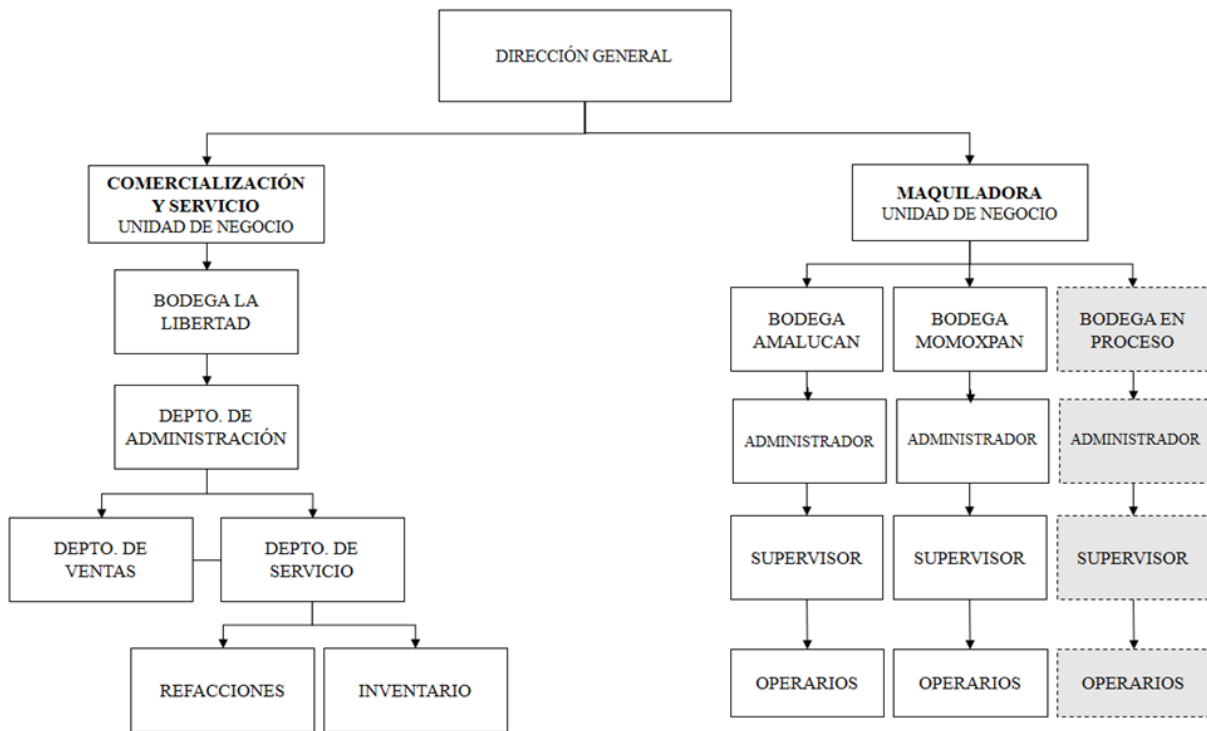 DIRECCIÓN GENERAL
COMERCIALIZACIÓN
Y SERVICIO
UNIDAD DE NEGOCIO
MAQUILADORA
UNIDAD DE NEGOCIO
BODEGA LA
LIBERTAD
BODEGA
AMALUCAN
BODEGA
MOMOXPAN
BODEGA EN
PROCESO
DEPTO. DE
ADMINISTRACIÓN
ADMINISTRADOR
ADMINISTRADOR
ADMINISTRADOR
DEPTO. DE
VENTAS
DEPTO. DE
SERVICIO
SUPERVISOR
SUPERVISOR
SUPERVISOR
REFACCIONES
INVENTARIO
OPERARIOS
OPERARIOS
OPERARIOS